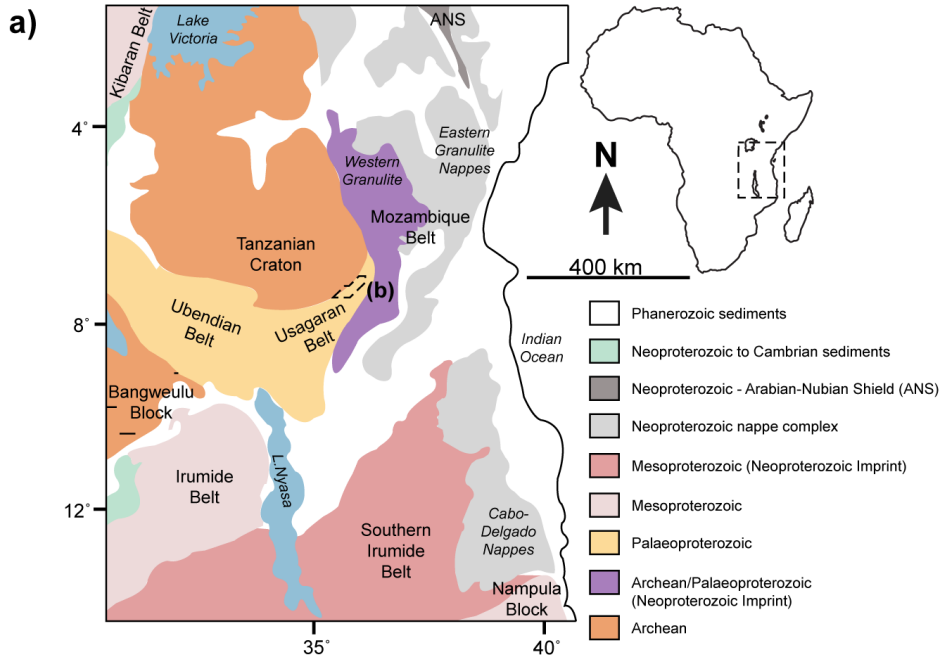 a)
Kibaran Belt
Lake
Victoria
ANS
4°
Western
Granulite
Eastern
Granulite
Nappes
Mozambique
Belt
Tanzanian
Craton
(b)
Ubendian
Belt
Usagaran
Belt
8°
Bangweulu
Block
Indian
Ocean
Irumide
Belt
L.Nyasa
12°
Southern
Irumide
Belt
Cabo-
Delgado
Nappes
Nampula
Block
35°
40°
N
400 km
Phanerozoic sediments
Neoproterozoic to Cambrian sediments
Neoproterozoic - Arabian-Nubian Shield (ANS)
Neoproterozoic nappe complex
Mesoproterozoic (Neoproterozoic Imprint)
Mesoproterozoic
Palaeoproterozoic
Archean/Palaeoproterozoic
(Neoproterozoic Imprint)
Archean